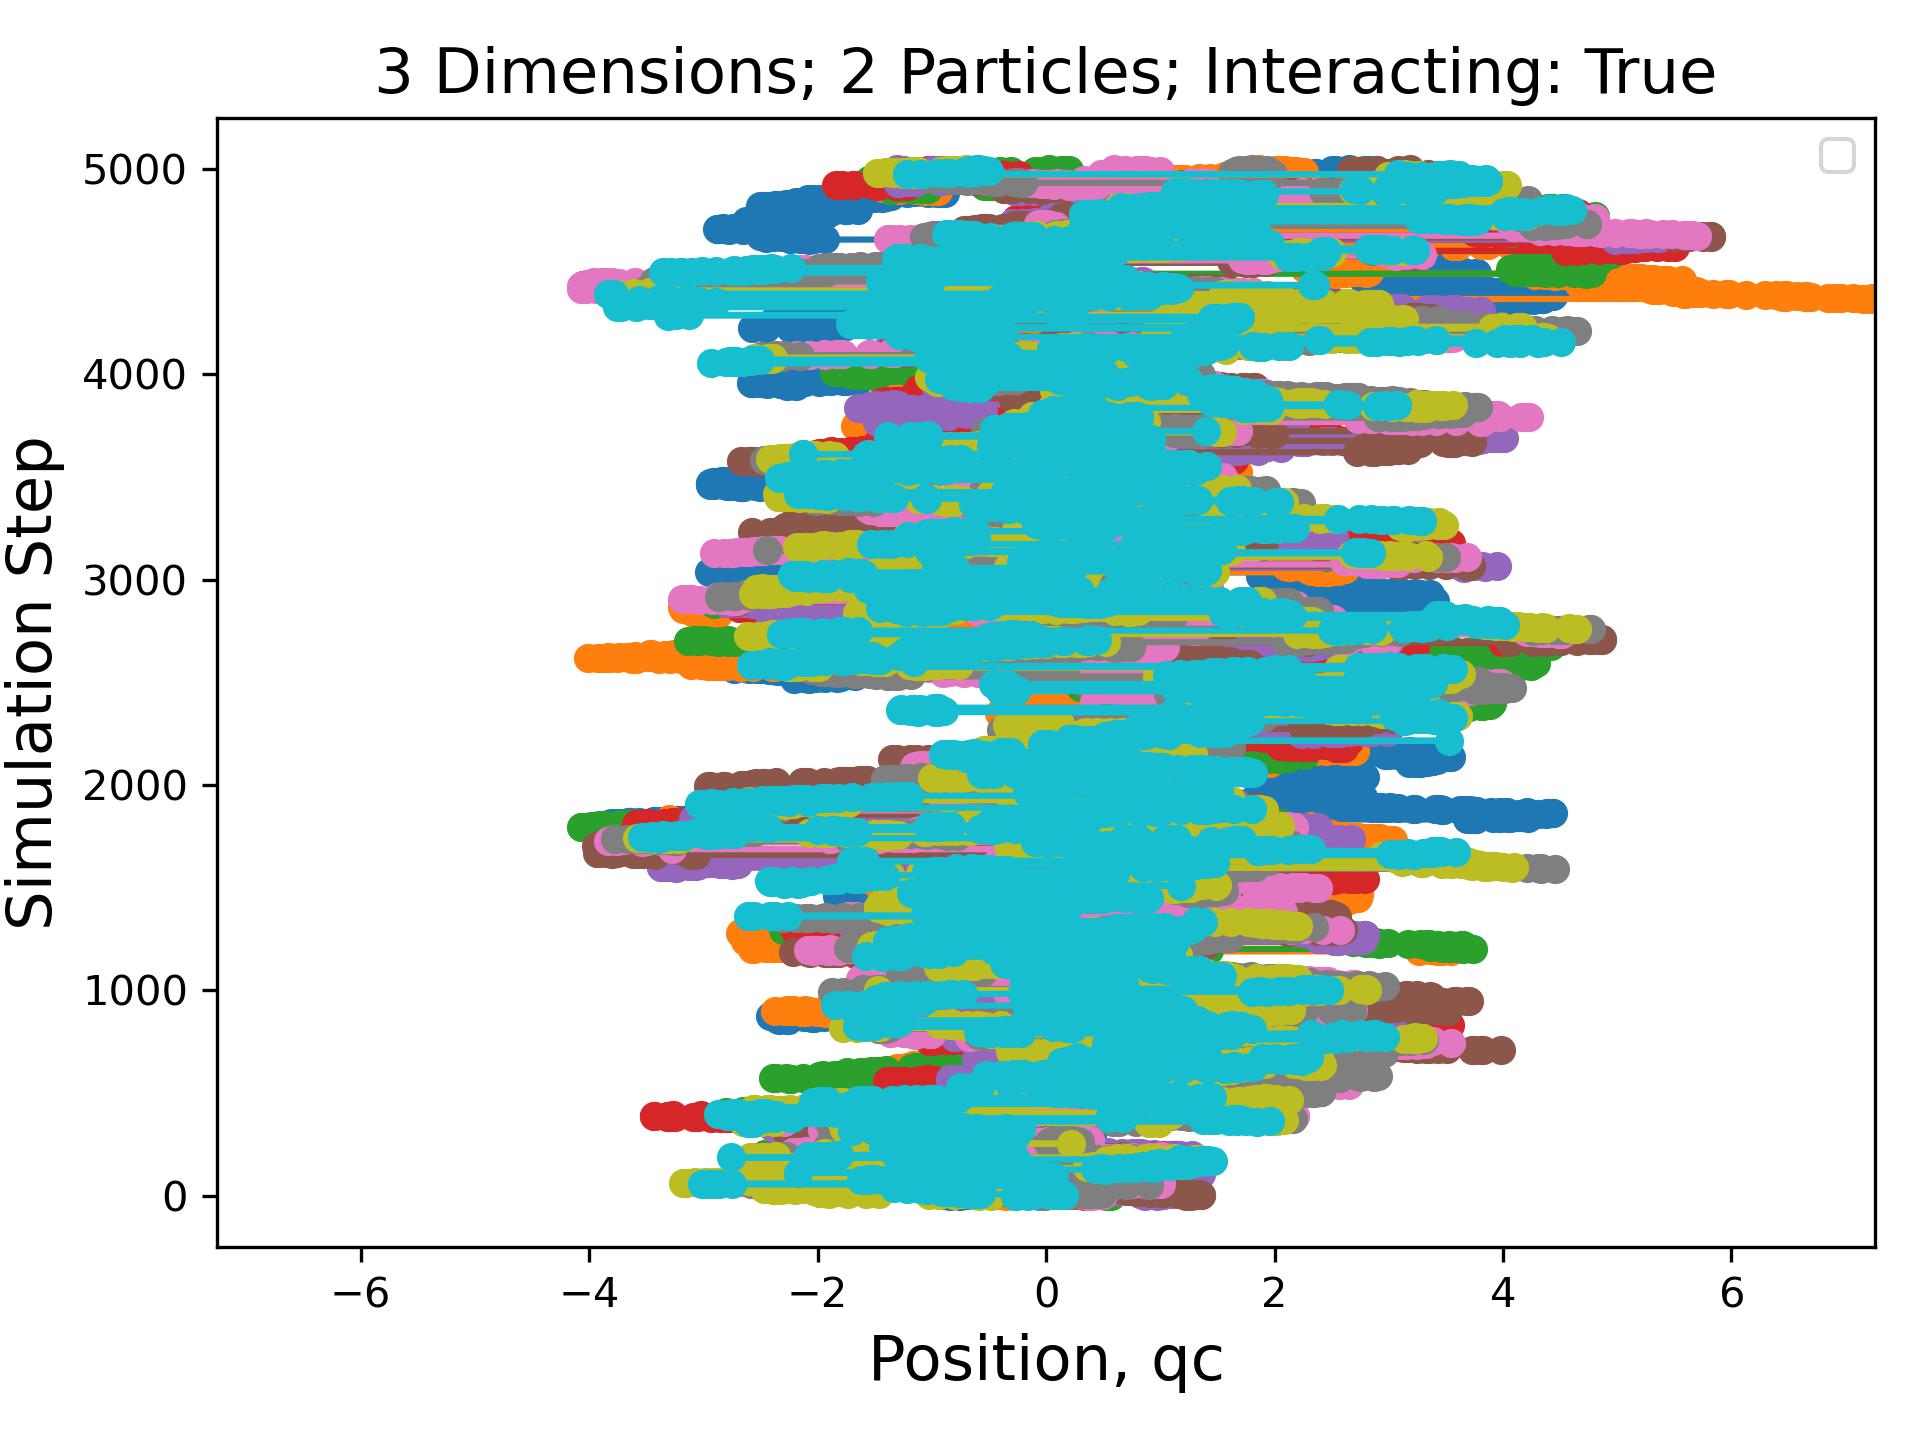 3 Dimensions; 2 Particles; Interacting: True
5000
4000
3000
2000
1000
0
Simulation Step
−6 −4 −2 0 2 4 6
Position, qc